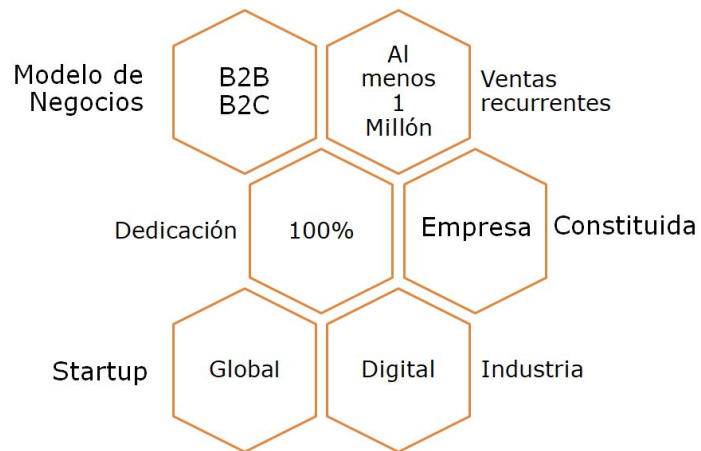 Modelo de
Negocios
B2B
B2C
Al
menos
1
Millón
Ventas
recurrentes
Dedicación
100%
Empresa
Constituida
Startup
Global
Digital
Industria